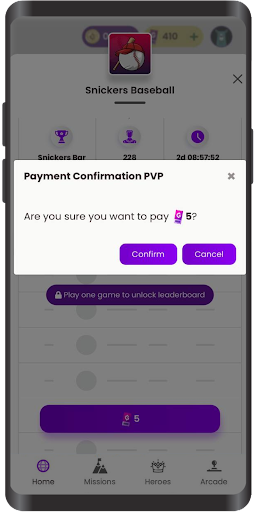 0
410
Snickers Baseball
Snickers Bar 228 2d 08:57:52
Payment Confirmation PVP ×
Are you sure you want to pay 5?
Confirm Cancel
Play one game to unlock leaderboard
5
Home Missions Heroes Arcade